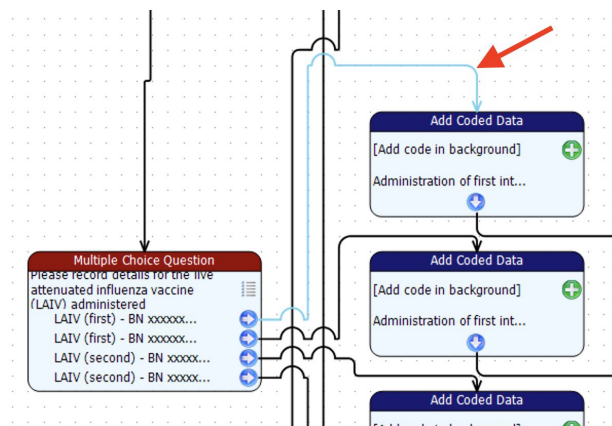 Add Coded Data
[Add code in background]
Administration of first int...
Multiple Choice Question
Please record details for the live
attenuated influenza vaccine
(LAIV) administered
LAIV (first) - BN xxxxxx...
LAIV (first) - BN xxxxxx...
LAIV (second) - BN xxxxx...
LAIV (second) - BN xxxxx...
Add Coded Data
[Add code in background]
Administration of first int...
Add Coded Data